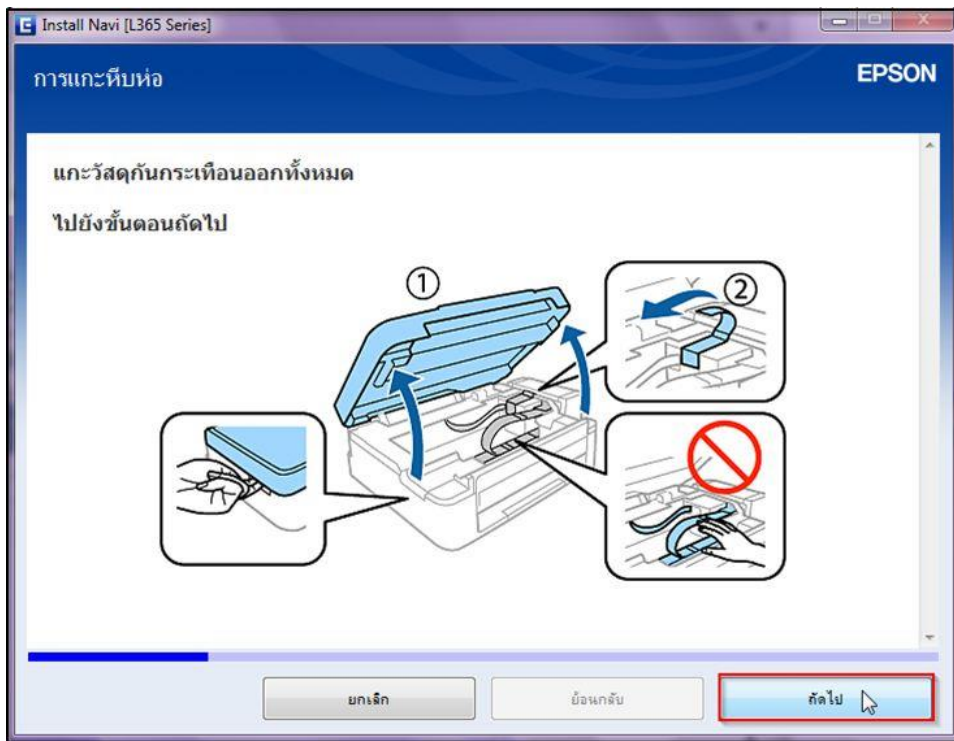 Install Navi [L365 Series]
การแกะหีบห่อ
EPSON
แกะวัสดุกันกระเทือนออกทั้งหมด
ไปยังขั้นตอนถัดไป
①
②
ยกเลิก
ย้อนกลับ
ถัดไป